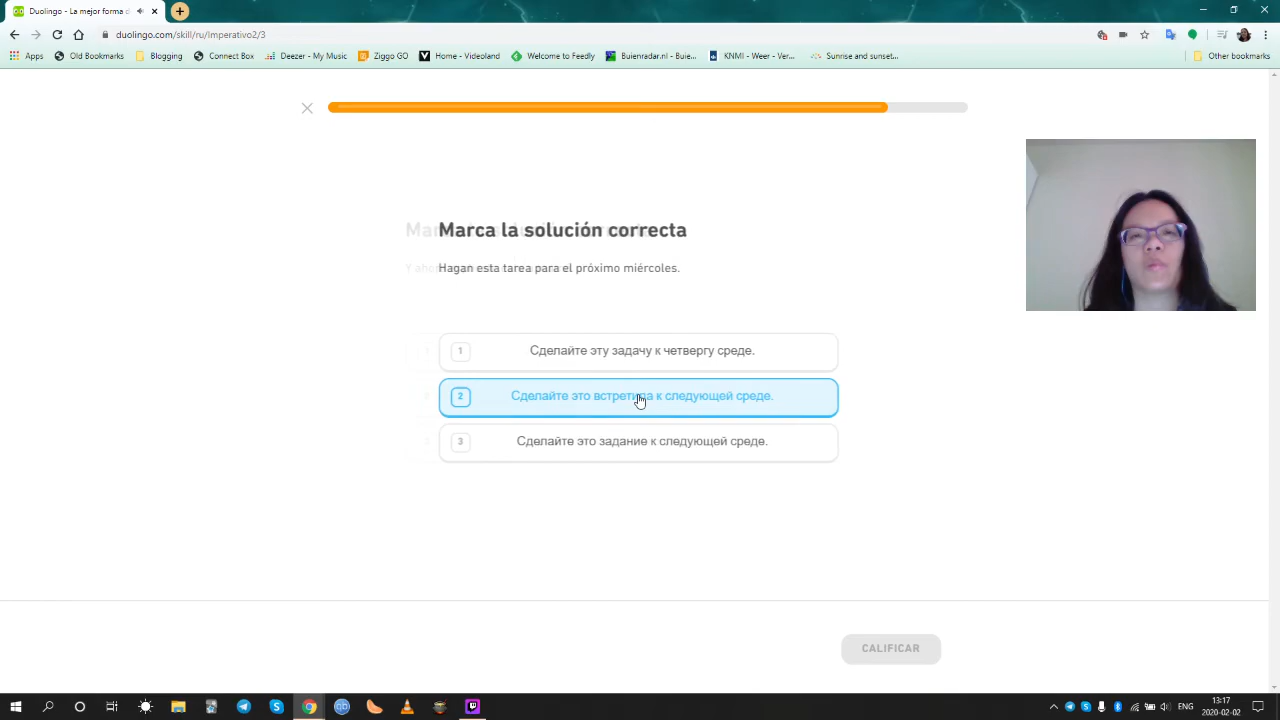 Duolingo - La mejor forma d
duolingo.com/skill/ru/Imperativo2/3
Apps
Old Bookmarks
Blogging
Connect Box
Deezer - My Music
Ziggo GO
Home - Videoland
Welcome to Feedly
Buienradar.nl - Buie...
KNMI - Weer - Ver...
Sunrise and sunset...
Other bookmarks
Marca la solución correcta
Hagan esta tarea para el próximo miércoles.
1 Сделайте эту задачу к четвергу среде.
2 Сделайте это встретила к следующей среде.
3 Сделайте это задание к следующей среде.
CALIFICAR
ENG
13:17
2020-02-02